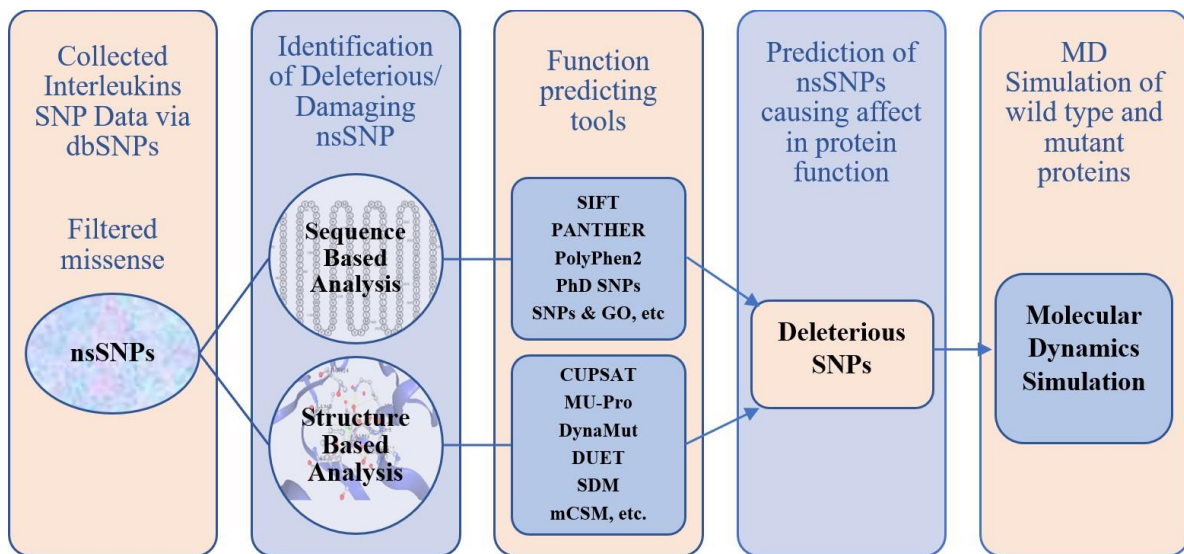 Collected
Interleukins
SNP Data via
dbSNPs
Filtered
missense
nsSNPs
Identification
of Deleterious/
Damaging
nsSNP
Sequence
Based
Analysis
Structure
Based
Analysis
Function
predicting
tools
SIFT
PANTHER
PolyPhen2
PhD SNPs
SNPs & GO, etc
CUPSAT
MU-Pro
DynaMut
DUET
SDM
mCSM, etc.
Prediction of
nsSNPs
causing affect
in protein
function
Deleterious
SNPs
MD
Simulation of
wild type and
mutant
proteins
Molecular
Dynamics
Simulation